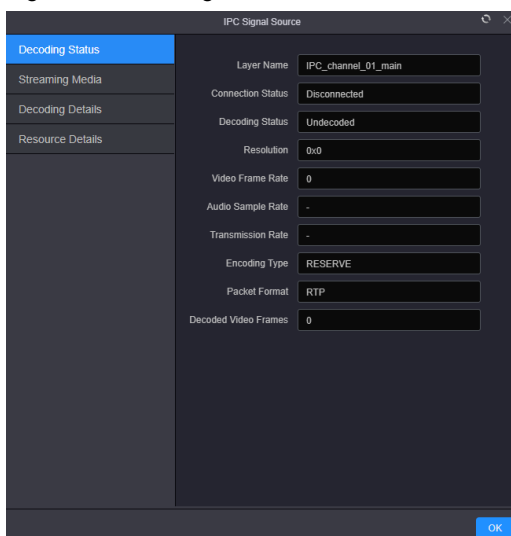 IPC Signal Source
Decoding Status
Streaming Media
Decoding Details
Resource Details
Layer Name IPC_channel_01_main
Connection Status Disconnected
Decoding Status Undecoded
Resolution 0x0
Video Frame Rate 0
Audio Sample Rate -
Transmission Rate -
Encoding Type RESERVE
Packet Format RTP
Decoded Video Frames 0
OK